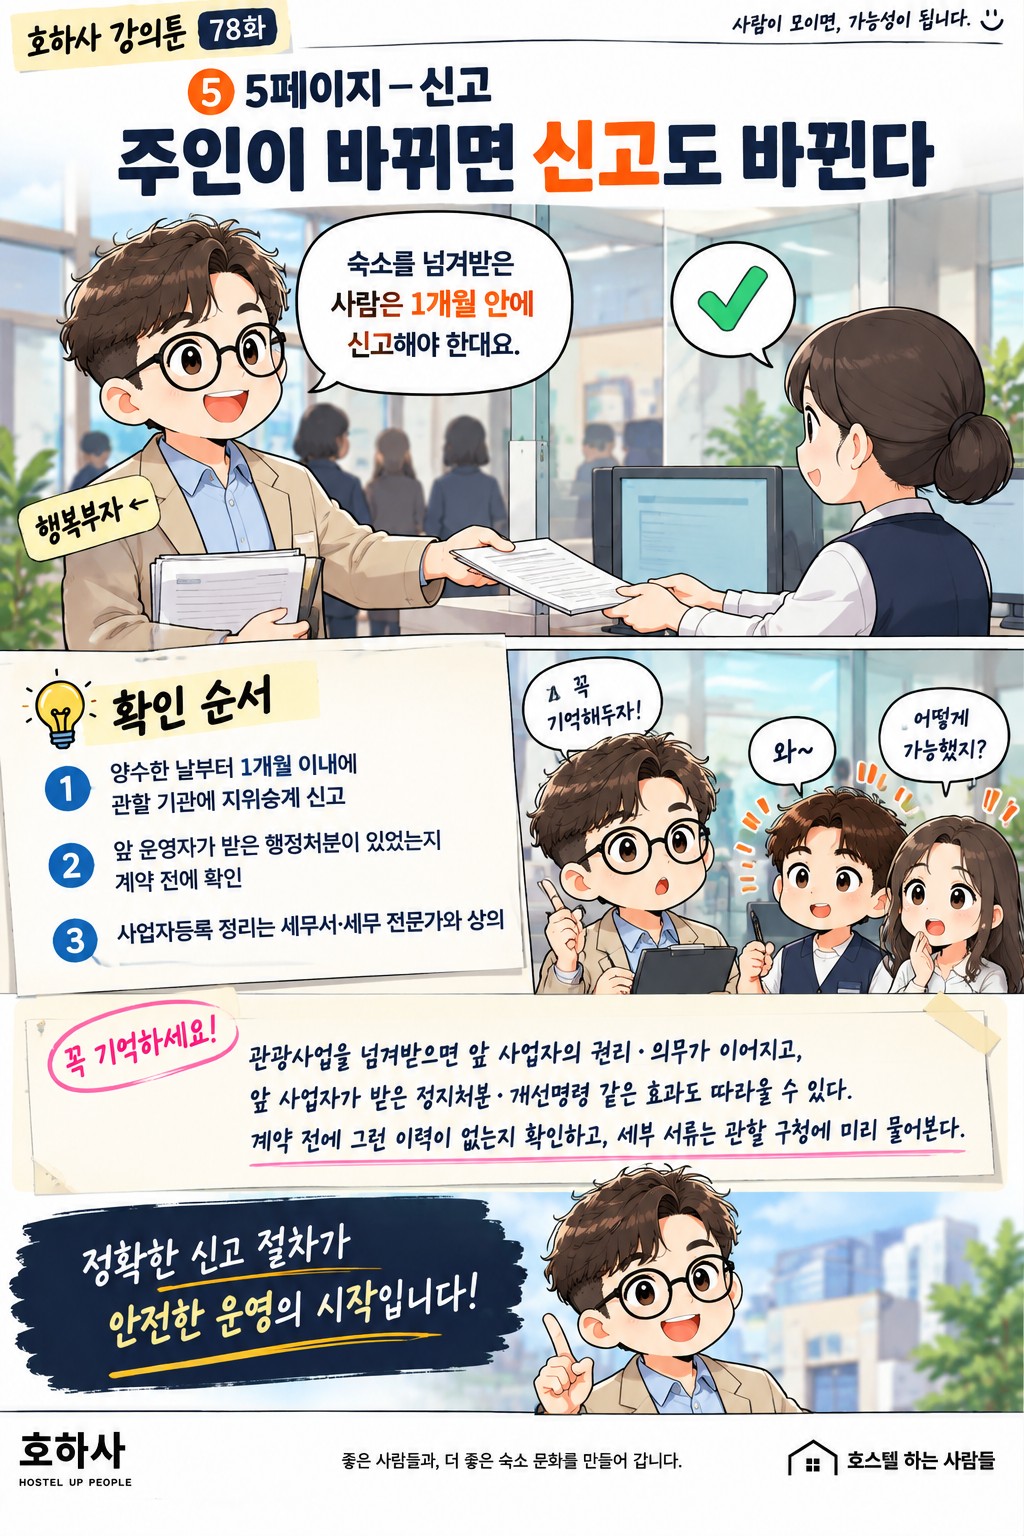 호하사 강의툰 78화
사람이 모이면, 가능성이 됩니다.
5 5페이지 – 신고
주인이 바뀌면 신고도 바뀐다
숙소를 넘겨받은
사람은 1개월 안에
신고해야 한대요.
행복부자 ←
확인 순서
1 양수한 날부터 1개월 이내에
관할 기관에 지위승계 신고
2 앞 운영자가 받은 행정처분이 있었는지
계약 전에 확인
3 사업자등록 정리는 세무서·세무 전문가와 상의
꼭
기억해두자!
와~
어떻게
가능했지?
꼭 기억하세요!
관광사업을 넘겨받으면 앞 사업자의 권리·의무가 이어지고,
앞 사업자가 받은 정지처분·개선명령 같은 효과도 따라올 수 있다.
계약 전에 그런 이력이 없는지 확인하고, 세부 서류는 관할 구청에 미리 물어본다.
정확한 신고 절차가
안전한 운영의 시작입니다!
호하사
HOSTEL UP PEOPLE
좋은 사람들과, 더 좋은 숙소 문화를 만들어 갑니다.
호스텔 하는 사람들